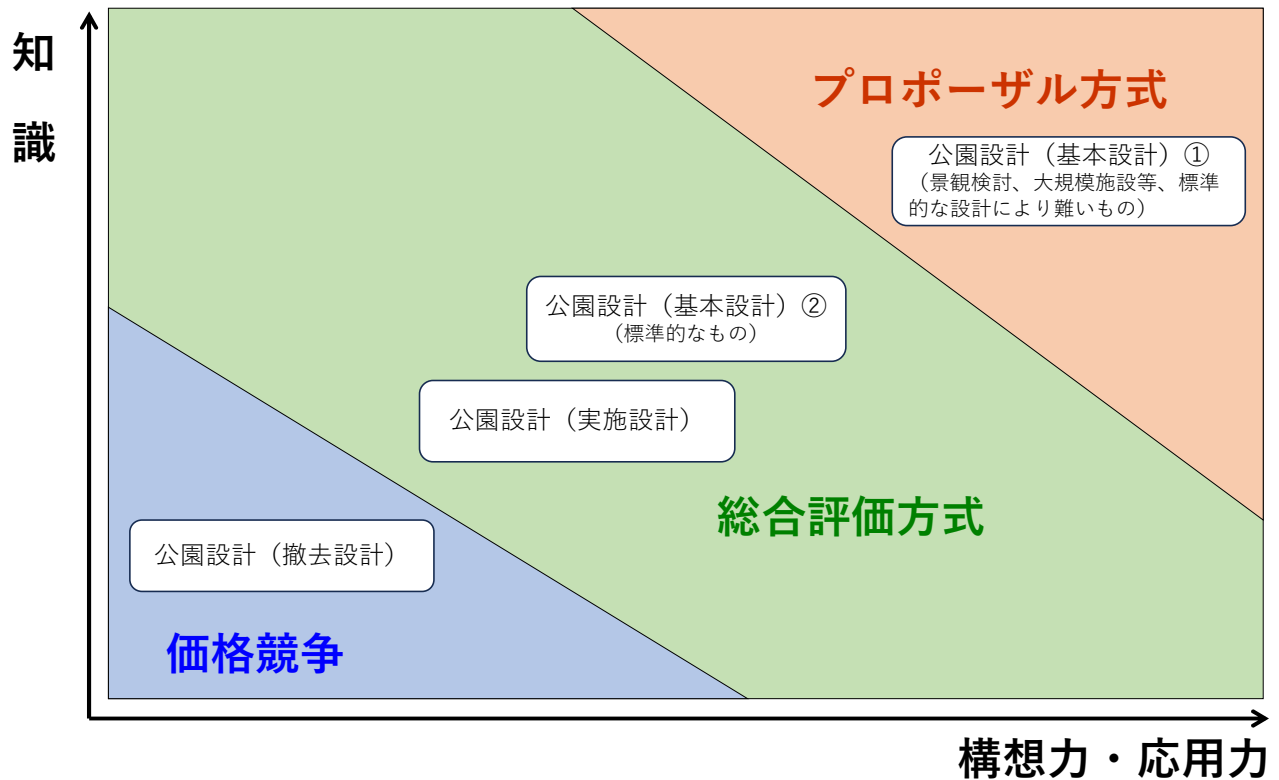 知
識
プロポーザル方式
公園設計（基本設計）①
（景観検討、大規模施設等、標準
的な設計により難いもの）
公園設計（基本設計）②
（標準的なもの）
公園設計（実施設計）
総合評価方式
公園設計（撤去設計）
価格競争
構想力・応用力